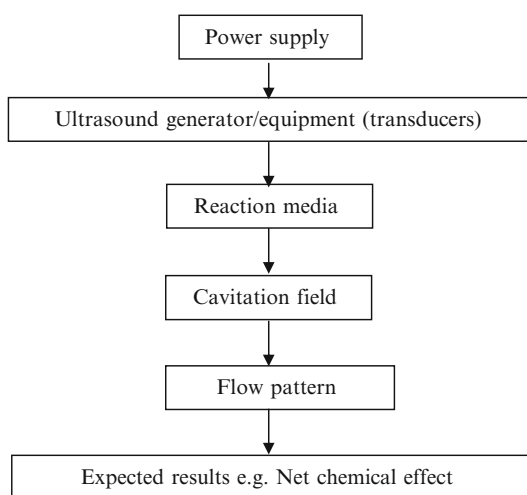 Power supply
Ultrasound generator/equipment (transducers)
Reaction media
Cavitation field
Flow pattern
Expected results e.g. Net chemical effect